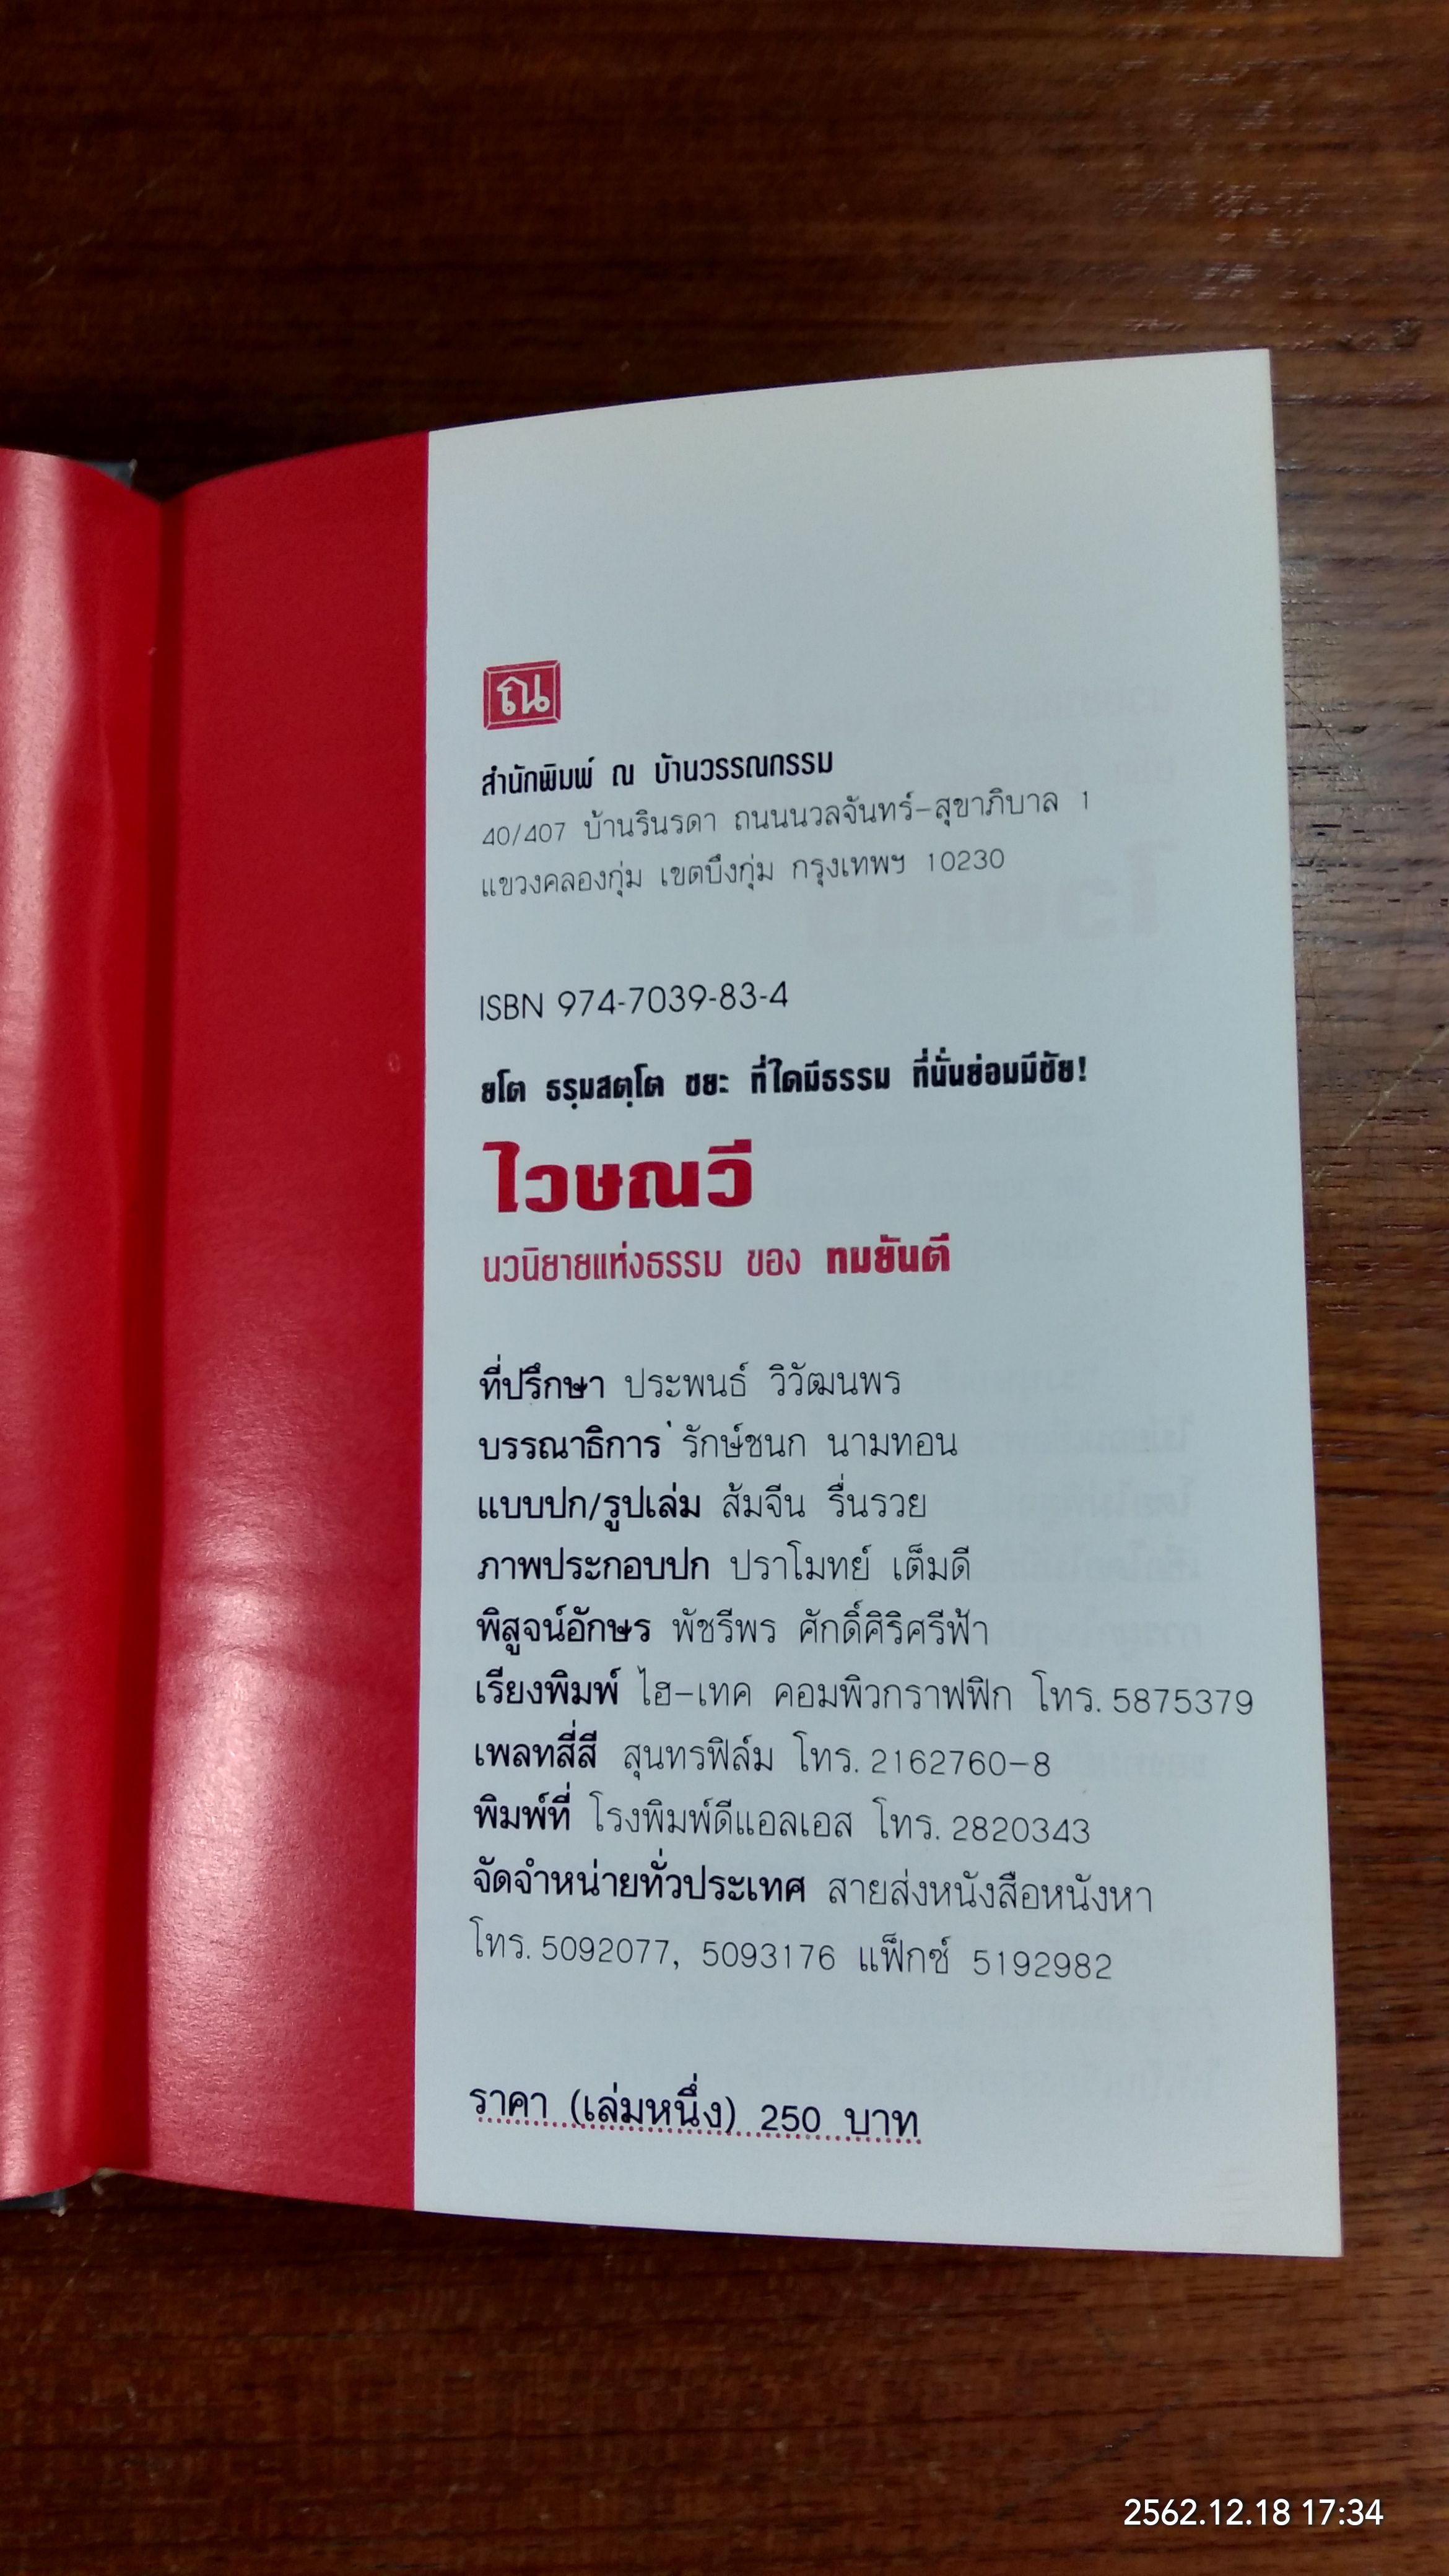 ณ
สำนักพิมพ์ ณ บ้านวรรณกรรม
40/407 บ้านรินรดา ถนนนวลจันทร์-สุขาภิบาล 1
แขวงคลองกุ่ม เขตบึงกุ่ม กรุงเทพฯ 10230
ISBN 974-7039-83-4
ยโต ธรฺมสตฺโต ชยะ ที่ใดมีธรรม ที่นั่นย่อมมีชัย!
ไวษณวี
นวนิยายแห่งธรรม ของ ทมยันตี
ที่ปรึกษา ประพนธ์ วิวัฒนพร
บรรณาธิการ รักษ์ชนก นามทอน
แบบปก/รูปเล่ม ส้มจีน รื่นรวย
ภาพประกอบปก ปราโมทย์ เต็มดี
พิสูจน์อักษร พัชรีพร ศักดิ์ศิริศรีฟ้า
เรียงพิมพ์ ไฮ-เทค คอมพิวกราฟฟิก โทร. 5875379
เพลทสี่สี สุนทรฟิล์ม โทร. 2162760-8
พิมพ์ที่ โรงพิมพ์ดีแอลเอส โทร. 2820343
จัดจำหน่ายทั่วประเทศ สายส่งหนังสือหนังหา
โทร. 5092077, 5093176 แฟ็กซ์ 5192982
ราคา (เล่มหนึ่ง) 250 บาท
2562.12.18 17:34